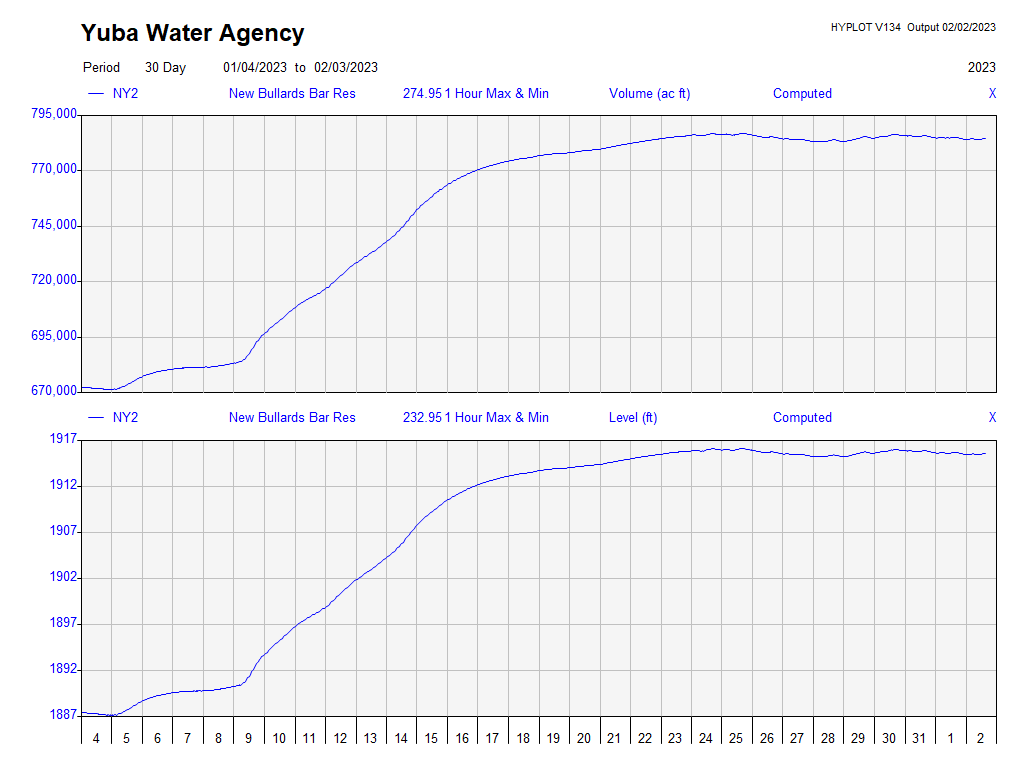 Yuba Water Agency
HYPLOT V134 Output 02/02/2023
Period 30 Day 01/04/2023 to 02/03/2023 2023
NY2 New Bullards Bar Res 274.95 1 Hour Max & Min Volume (ac ft) Computed X
795,000
770,000
745,000
720,000
695,000
670,000
NY2 New Bullards Bar Res 232.95 1 Hour Max & Min Level (ft) Computed X
1917
1912
1907
1902
1897
1892
1887
4 5 6 7 8 9 10 11 12 13 14 15 16 17 18 19 20 21 22 23 24 25 26 27 28 29 30 31 1 2